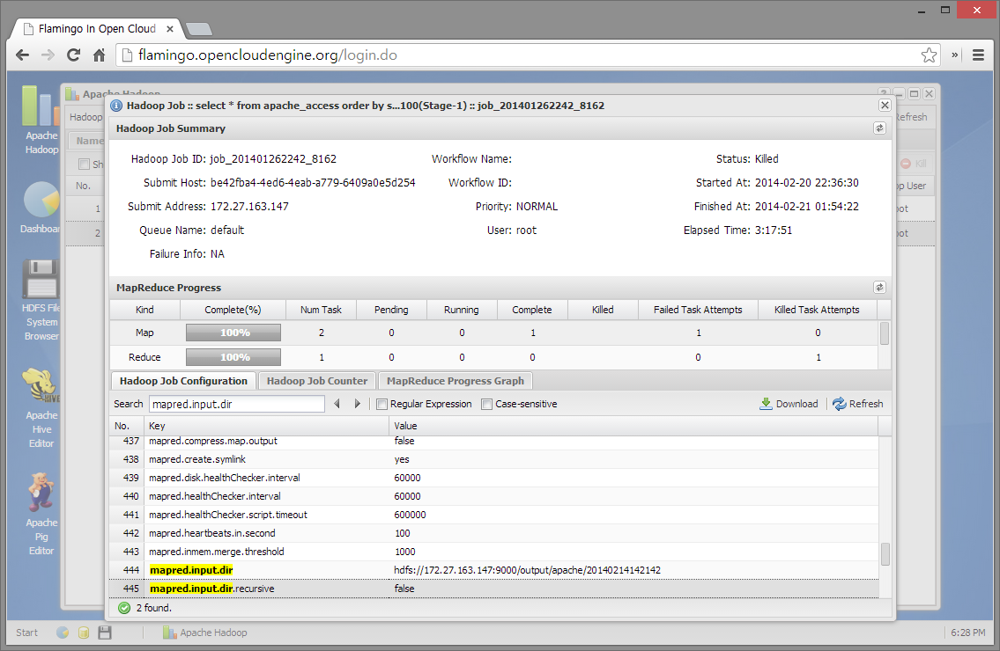 Flamingo In Open Cloud
flamingo.opencloudengine.org/login.do
Apache Hadoop
Apache
Hadoop
Dashboar
HDFS File
System
Browser
HIVE
Apache
Hive
Editor
Apache
Pig
Editor
Hadoop
Refresh
Name
Sh
Kill
No.
op User
1
oot
2
oot
Hadoop Job :: select * from apache_access order by s...100(Stage-1) :: job_201401262242_8162
Hadoop Job Summary
Hadoop Job ID: job_201401262242_8162 Workflow Name: Status: Killed
Submit Host: be42fba4-4ed6-4eab-a779-6409a0e5d254 Workflow ID: Started At: 2014-02-20 22:36:30
Submit Address: 172.27.163.147 Priority: NORMAL Finished At: 2014-02-21 01:54:22
Queue Name: default User: root Elapsed Time: 3:17:51
Failure Info: NA
MapReduce Progress
Kind Complete(%) Num Task Pending Running Complete Killed Failed Task Attempts Killed Task Attempts
Map 100% 2 0 0 1 1 0
Reduce 100% 1 0 0 0 0 1
Hadoop Job Configuration Hadoop Job Counter MapReduce Progress Graph
Search mapred.input.dir Regular Expression Case-sensitive Download Refresh
No. Key Value
437 mapred.compress.map.output false
438 mapred.create.symlink yes
439 mapred.disk.healthChecker.interval 60000
440 mapred.healthChecker.interval 60000
441 mapred.healthChecker.script.timeout 600000
442 mapred.heartbeats.in.second 100
443 mapred.inmem.merge.threshold 1000
444 mapred.input.dir hdfs://172.27.163.147:9000/output/apache/20140214142142
445 mapred.input.dir.recursive false
2 found.
Start Apache Hadoop 6:28 PM